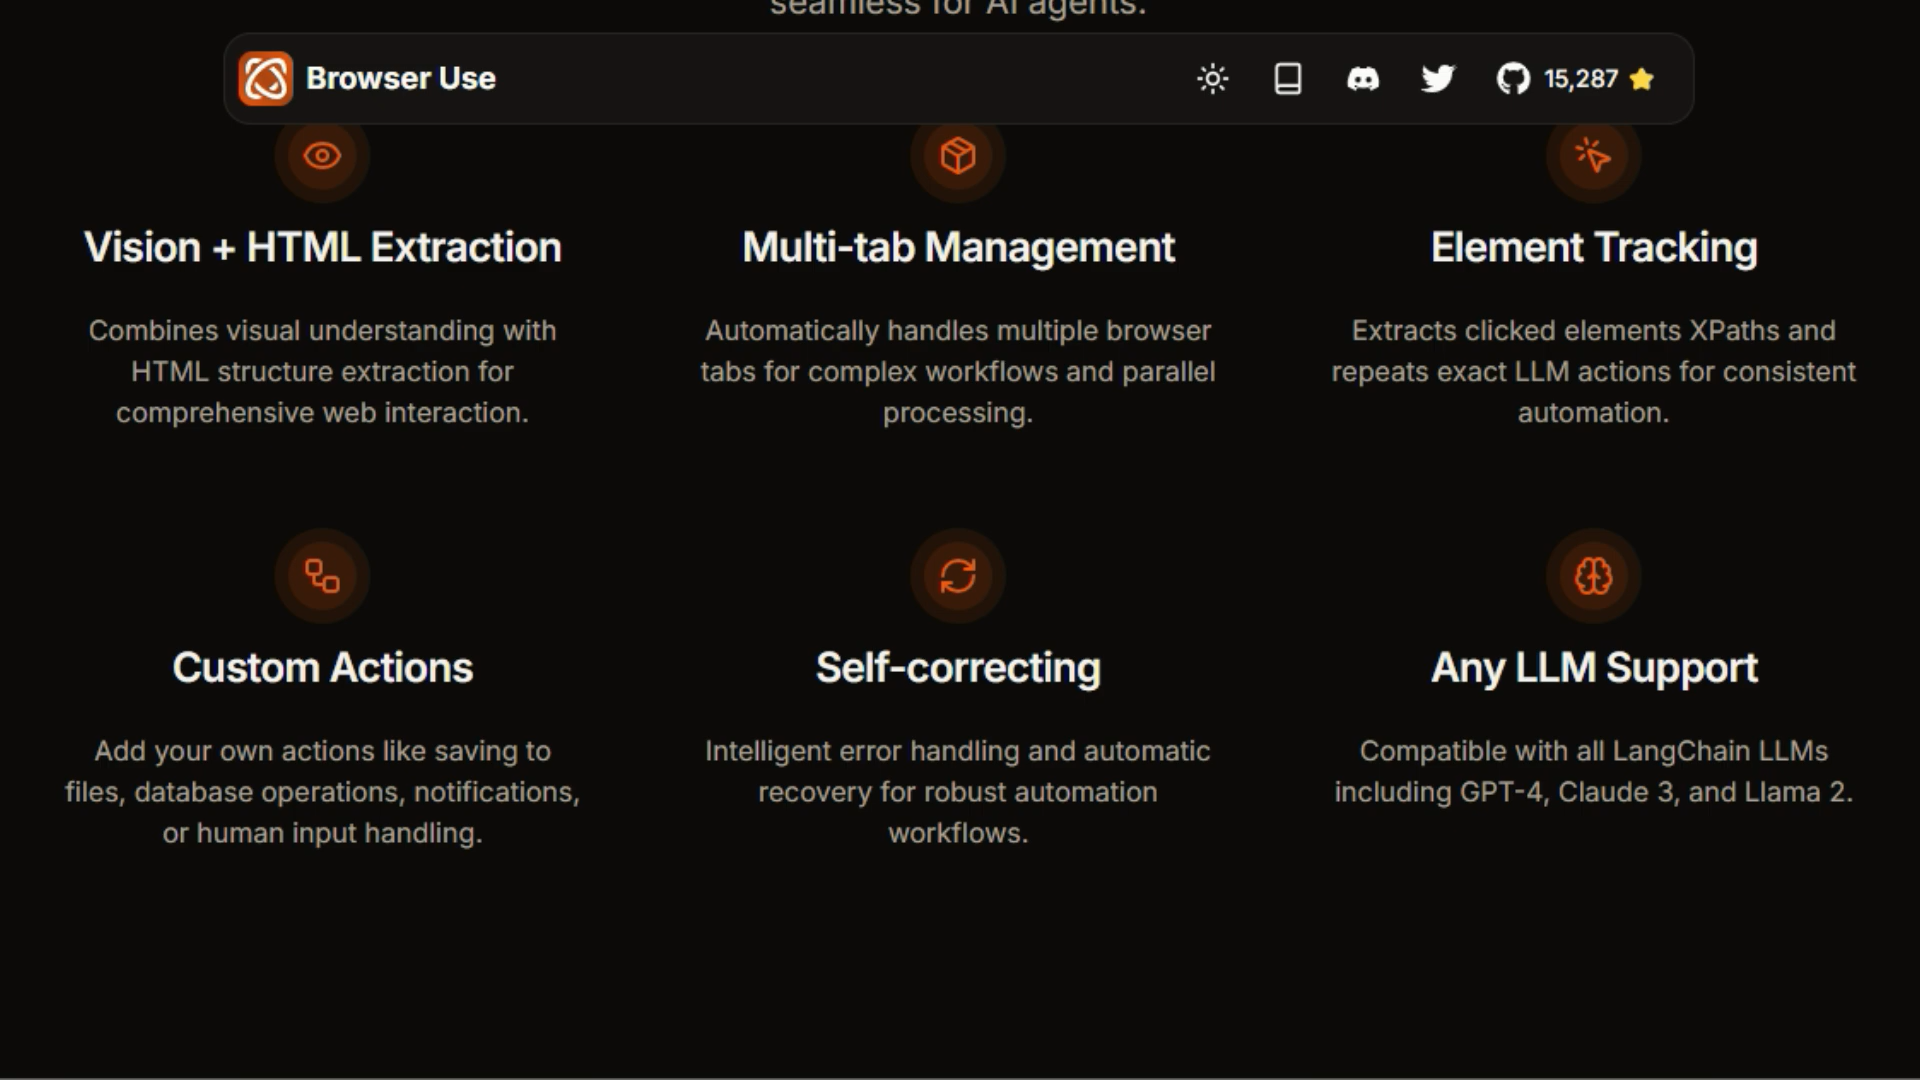 seamless for AI agents.
Browser Use
15,287
Vision + HTML Extraction
Combines visual understanding with
HTML structure extraction for
comprehensive web interaction.
Multi-tab Management
Automatically handles multiple browser
tabs for complex workflows and parallel
processing.
Element Tracking
Extracts clicked elements XPaths and
repeats exact LLM actions for consistent
automation.
Custom Actions
Add your own actions like saving to
files, database operations, notifications,
or human input handling.
Self-correcting
Intelligent error handling and automatic
recovery for robust automation
workflows.
Any LLM Support
Compatible with all LangChain LLMs
including GPT-4, Claude 3, and Llama 2.